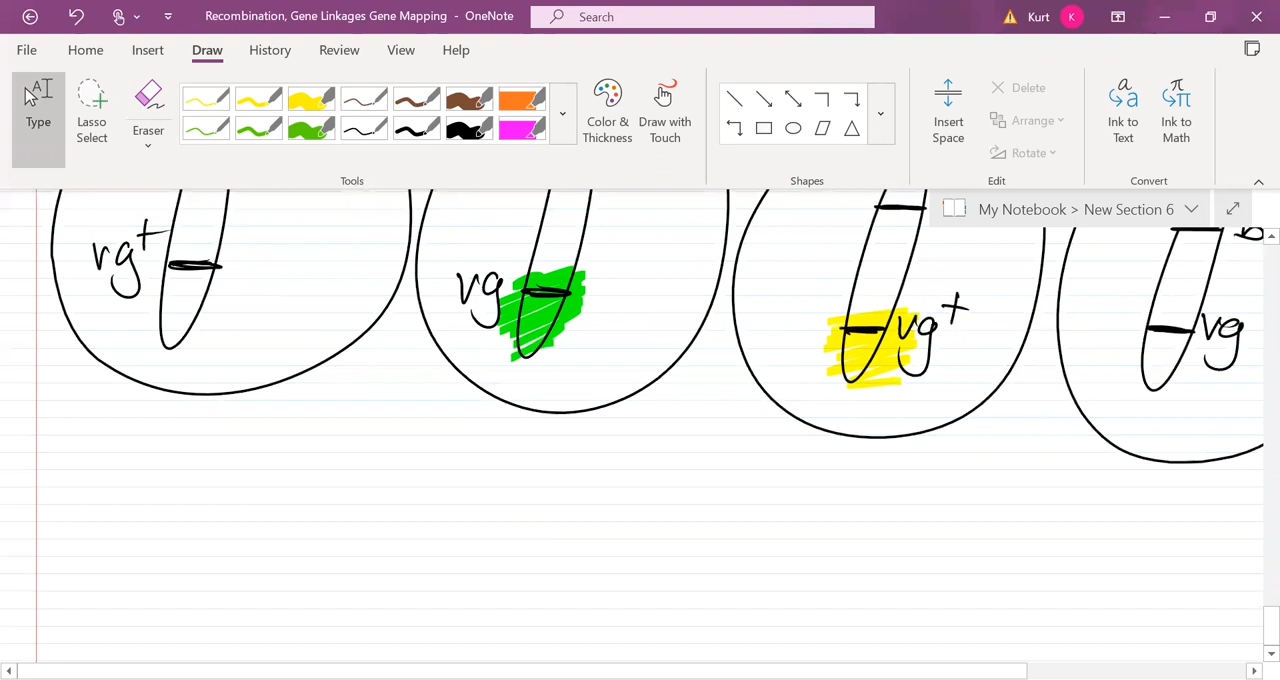 Recombination, Gene Linkages Gene Mapping - OneNote
Search
Kurt
K
File Home Insert Draw History Review View Help
Type
Lasso Select
Eraser
Color & Thickness
Draw with Touch
Insert Space
Delete
Arrange
Rotate
Ink to Text
Ink to Math
Tools
Shapes
Edit
Convert
My Notebook > New Section 6
vg+
vg
vg+
vg